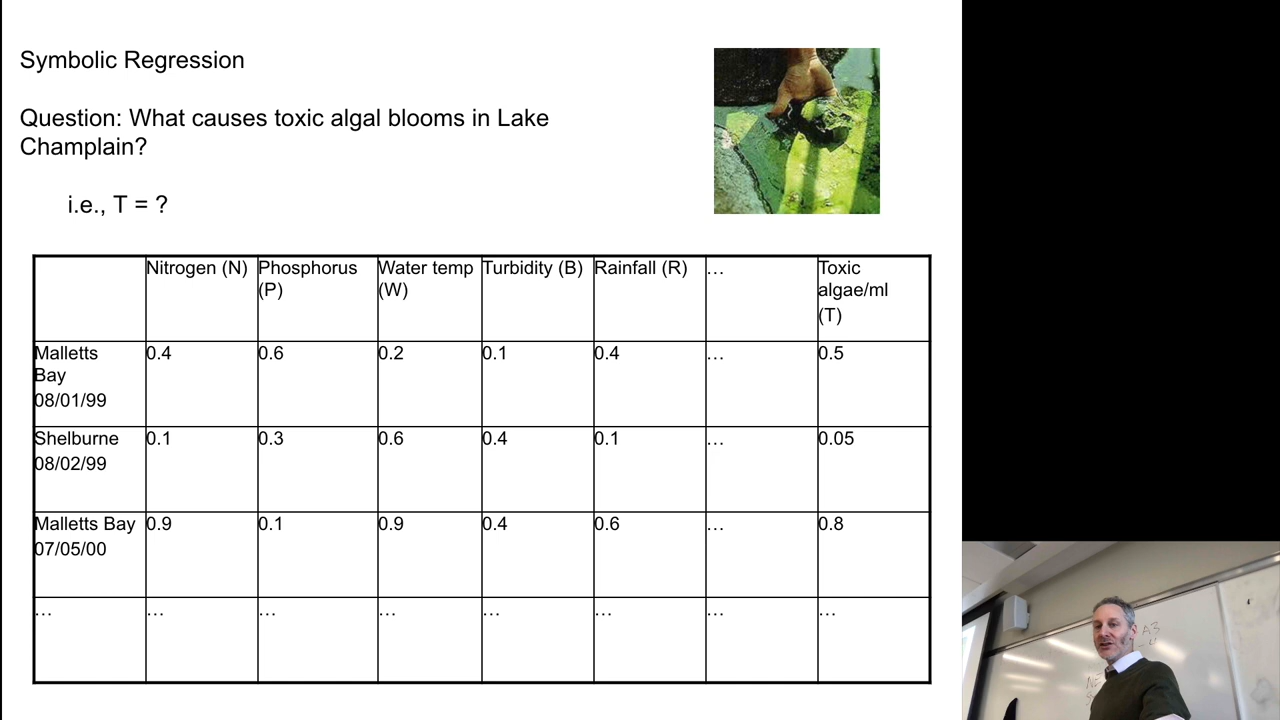 Symbolic Regression
Question: What causes toxic algal blooms in Lake
Champlain?
i.e., T = ?
Nitrogen (N) Phosphorus (P) Water temp (W) Turbidity (B) Rainfall (R) … Toxic algae/ml (T)
Malletts Bay 08/01/99 0.4 0.6 0.2 0.1 0.4 … 0.5
Shelburne 08/02/99 0.1 0.3 0.6 0.4 0.1 … 0.05
Malletts Bay 07/05/00 0.9 0.1 0.9 0.4 0.6 … 0.8
… … … … … … … …
A3